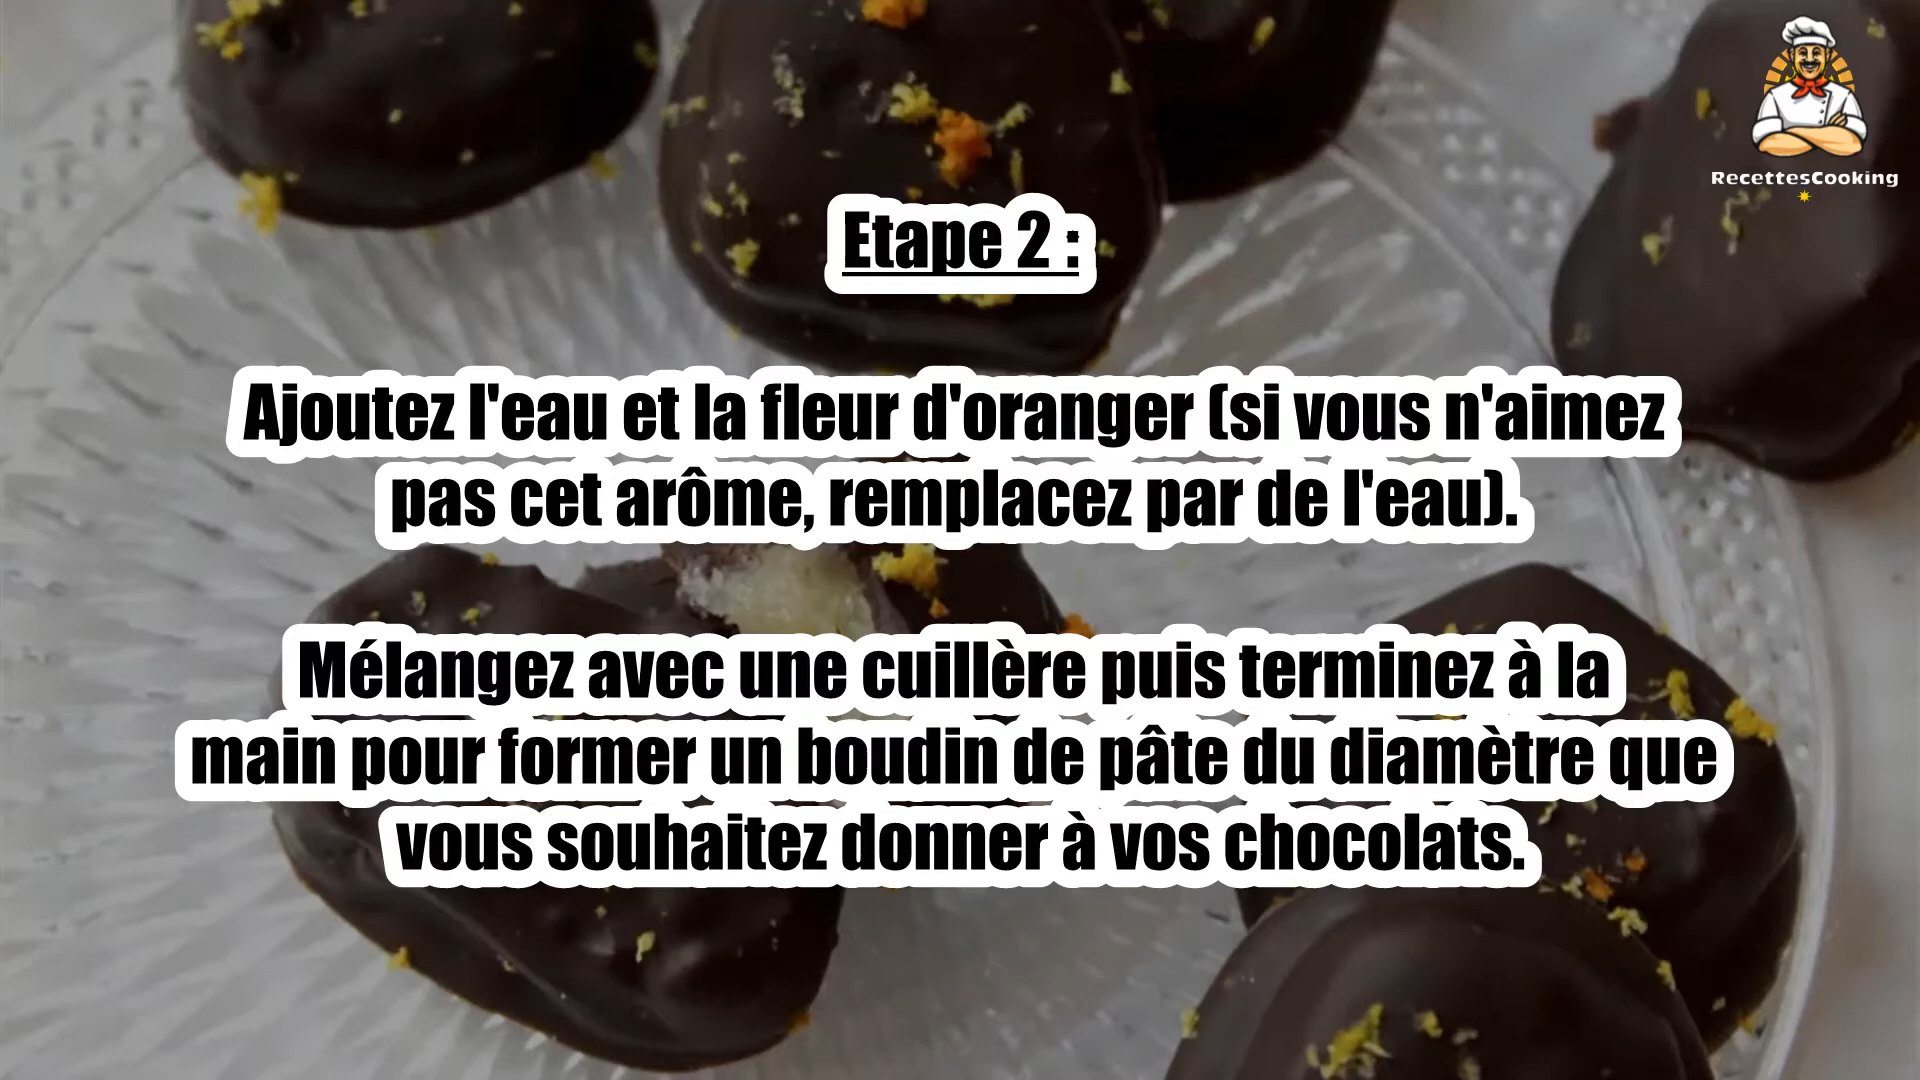 RecettesCooking
Etape 2 :
Ajoutez l'eau et la fleur d'oranger (si vous n'aimez
pas cet arôme, remplacez par de l'eau).
Mélangez avec une cuillère puis terminez à la
main pour former un boudin de pâte du diamètre que
vous souhaitez donner à vos chocolats.